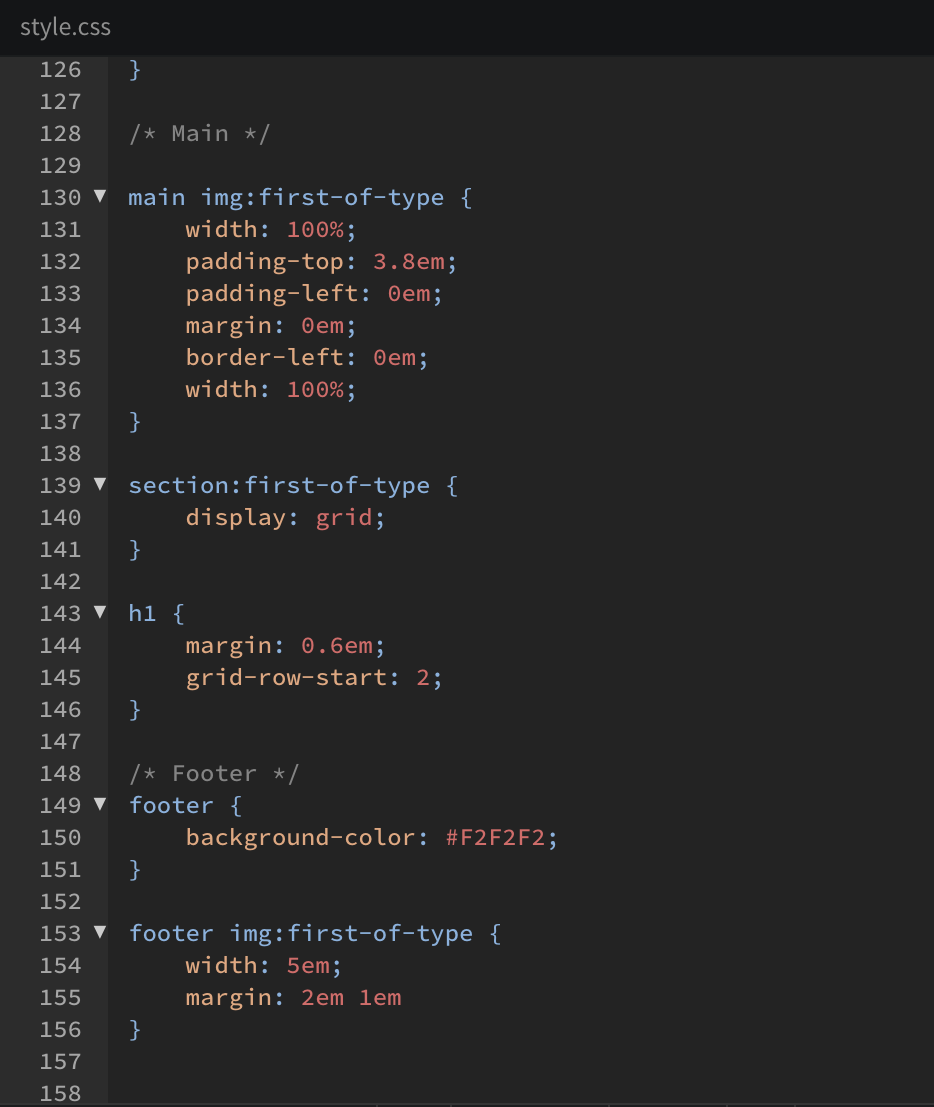 style.css
126 }
127
128 /* Main */
129
130 ▼ main img:first-of-type {
131     width: 100%;
132     padding-top: 3.8em;
133     padding-left: 0em;
134     margin: 0em;
135     border-left: 0em;
136     width: 100%;
137 }
138
139 ▼ section:first-of-type {
140     display: grid;
141 }
142
143 ▼ h1 {
144     margin: 0.6em;
145     grid-row-start: 2;
146 }
147
148 /* Footer */
149 ▼ footer {
150     background-color: #F2F2F2;
151 }
152
153 ▼ footer img:first-of-type {
154     width: 5em;
155     margin: 2em 1em
156 }
157
158